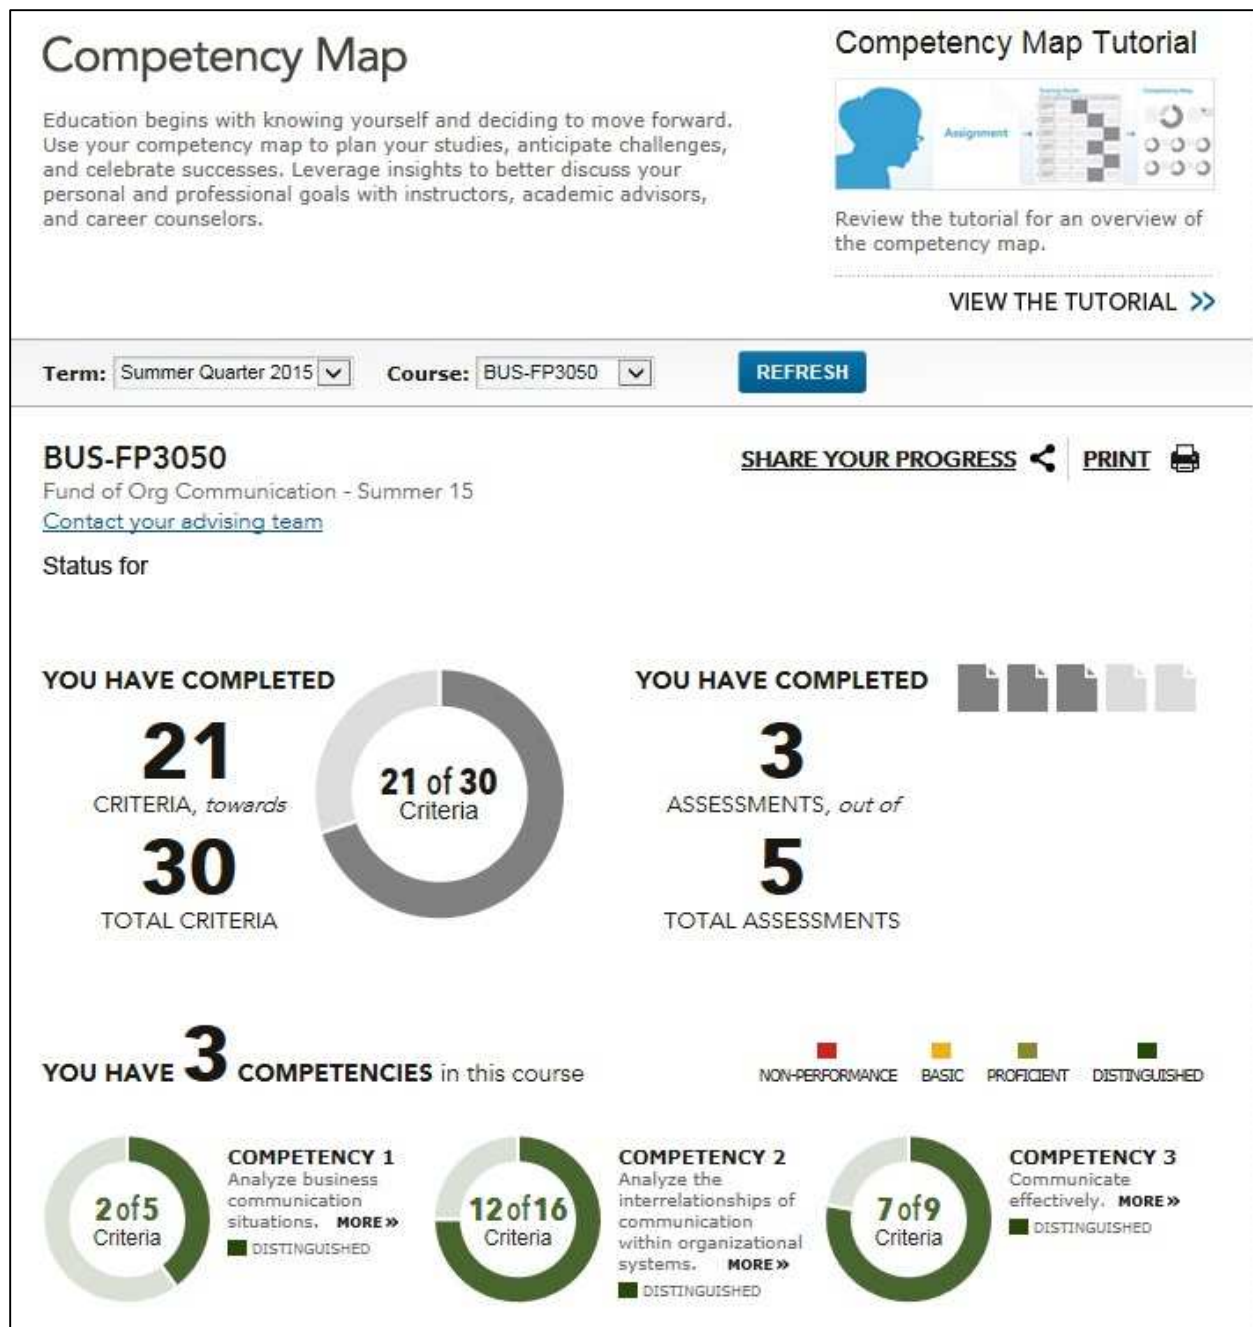 Competency Map
Education begins with knowing yourself and deciding to move forward.
Use your competency map to plan your studies, anticipate challenges,
and celebrate successes. Leverage insights to better discuss your
personal and professional goals with instructors, academic advisors,
and career counselors.
Competency Map Tutorial
Assignment
Competency Map
Review the tutorial for an overview of
the competency map.
VIEW THE TUTORIAL >>
Term: Summer Quarter 2015 Course: BUS-FP3050 REFRESH
BUS-FP3050
Fund of Org Communication - Summer 15
Contact your advising team
Status for
SHARE YOUR PROGRESS PRINT
YOU HAVE COMPLETED
21
CRITERIA, towards
30
TOTAL CRITERIA
21 of 30
Criteria
YOU HAVE COMPLETED
3
ASSESSMENTS, out of
5
TOTAL ASSESSMENTS
YOU HAVE 3 COMPETENCIES in this course
NON-PERFORMANCE BASIC PROFICIENT DISTINGUISHED
2 of 5
Criteria
COMPETENCY 1
Analyze business
communication
situations. MORE »
DISTINGUISHED
12 of 16
Criteria
COMPETENCY 2
Analyze the
interrelationships of
communication
within organizational
systems. MORE »
DISTINGUISHED
7 of 9
Criteria
COMPETENCY 3
Communicate
effectively. MORE »
DISTINGUISHED